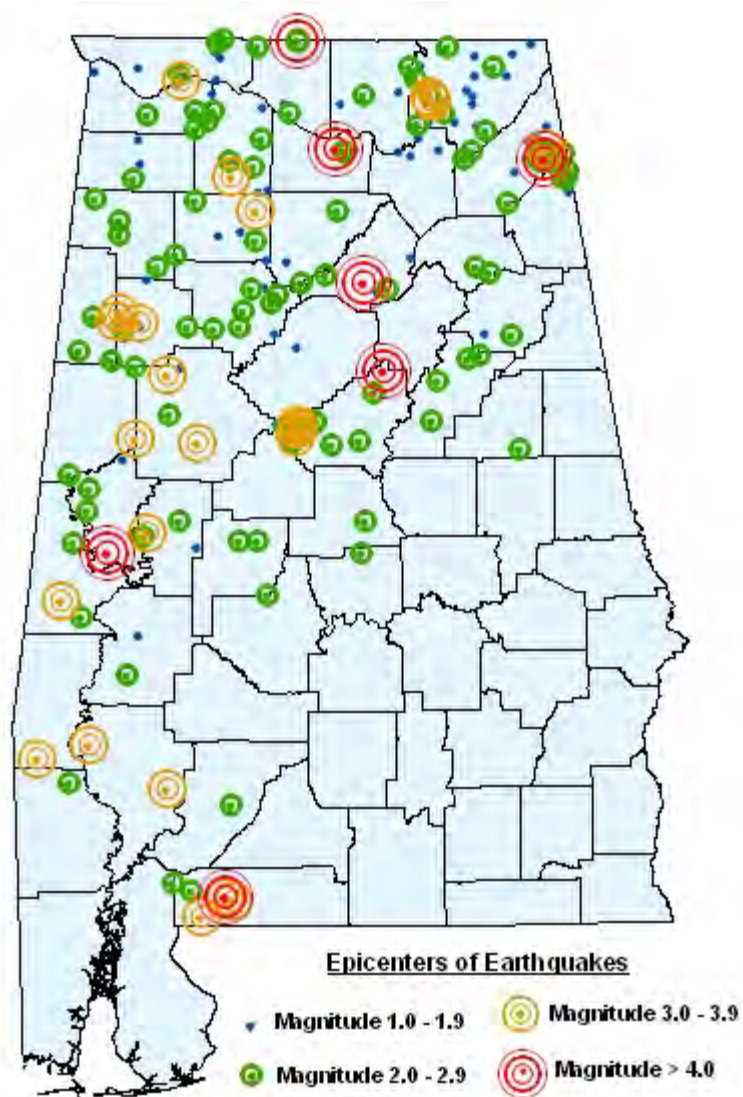 Epicenters of Earthquakes
Magnitude 1.0 - 1.9
Magnitude 3.0 - 3.9
Magnitude 2.0 - 2.9
Magnitude > 4.0